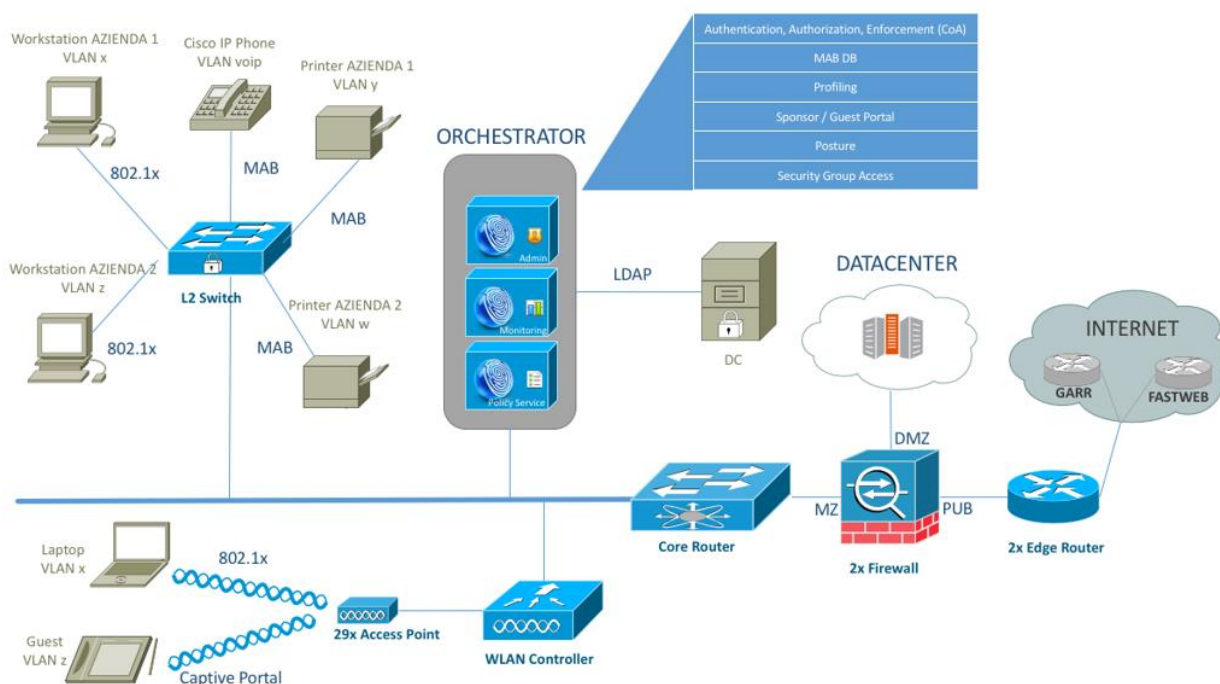 Workstation AZIENDA 1
VLAN x
Cisco IP Phone
VLAN voip
Printer AZIENDA 1
VLAN y
802.1x
MAB
MAB
Workstation AZIENDA 2
VLAN z
L2 Switch
802.1x
MAB
Printer AZIENDA 2
VLAN w
ORCHESTRATOR
Admin
Monitoring
Policy Service
Authentication, Authorization, Enforcement (CoA)
MAB DB
Profiling
Sponsor / Guest Portal
Posture
Security Group Access
LDAP
DC
DATACENTER
INTERNET
GARR
FASTWEB
DMZ
MZ
PUB
Core Router
2x Firewall
2x Edge Router
Laptop
VLAN x
802.1x
Guest
VLAN z
Captive Portal
29x Access Point
WLAN Controller